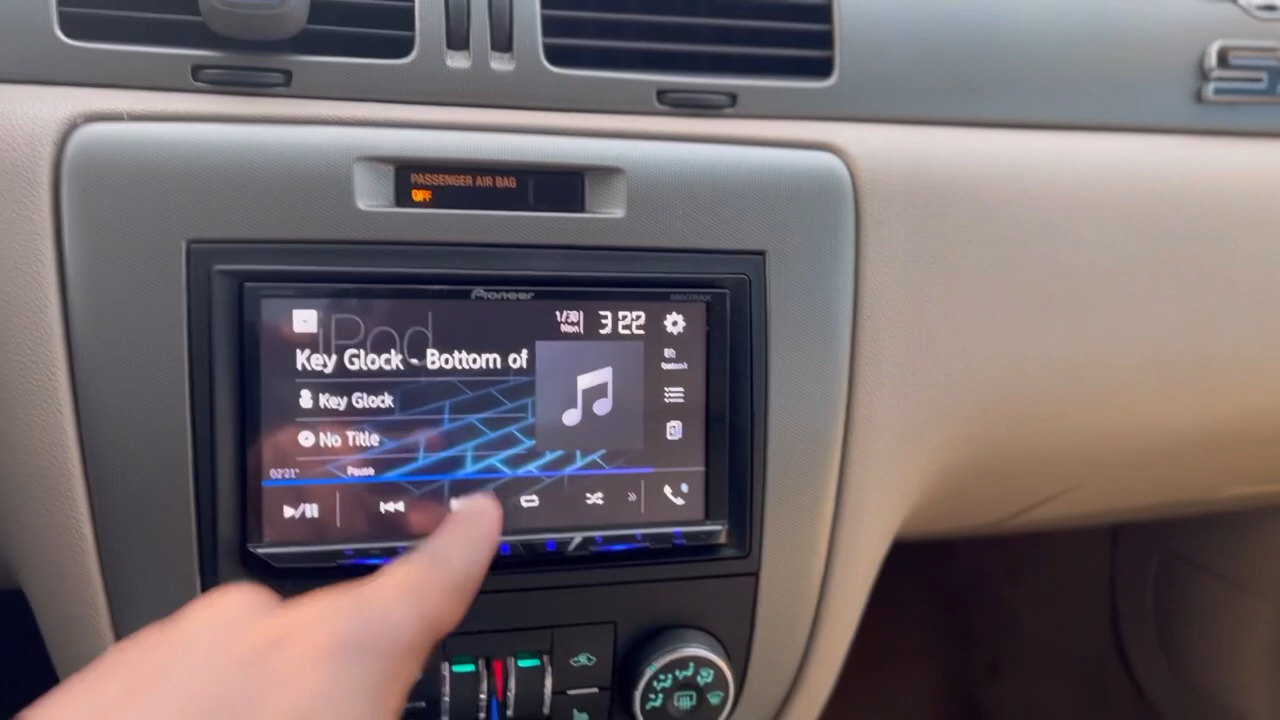 PASSENGER AIR BAG
OFF
Pioneer
MIXTRAX
iPod
1/30
Mon
3 22
Key Glock - Bottom of
Key Glock
No Title
02'21"
Pause